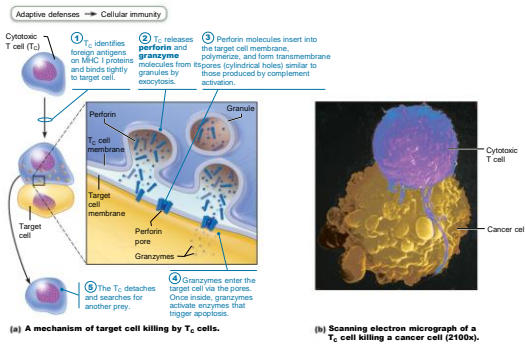 Adaptive defenses → Cellular immunity
Cytotoxic
T cell (TC)
1 TC identifies
foreign antigens
on MHC I proteins
and binds tightly
to target cell.
2 TC releases
perforin and
granzyme
molecules from its
granules by
exocytosis.
3 Perforin molecules insert into
the target cell membrane,
polymerize, and form transmembrane
pores (cylindrical holes) similar to
those produced by complement
activation.
Perforin
Granule
TC cell
membrane
Target
cell
membrane
Perforin
pore
Granzymes
Target
cell
5 The TC detaches
and searches for
another prey.
4 Granzymes enter the
target cell via the pores.
Once inside, granzymes
activate enzymes that
trigger apoptosis.
(a) A mechanism of target cell killing by TC cells.
Cytotoxic
T cell
Cancer cel
(b) Scanning electron micrograph of a
TC cell killing a cancer cell (2100x).